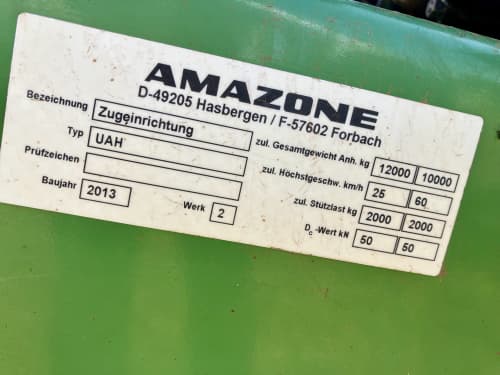 AMAZONE
D-49205 Hasbergen / F-57602 Forbach
Bezeichnung Zugeinrichtung
Typ UAH
Prüfzeichen
Baujahr 2013 Werk 2
zul. Gesamtgewicht Anh. kg 12000 10000
zul. Höchstgeschw. km/h 25 60
zul. Stützlast kg 2000 2000
Dc-Wert kN 50 50